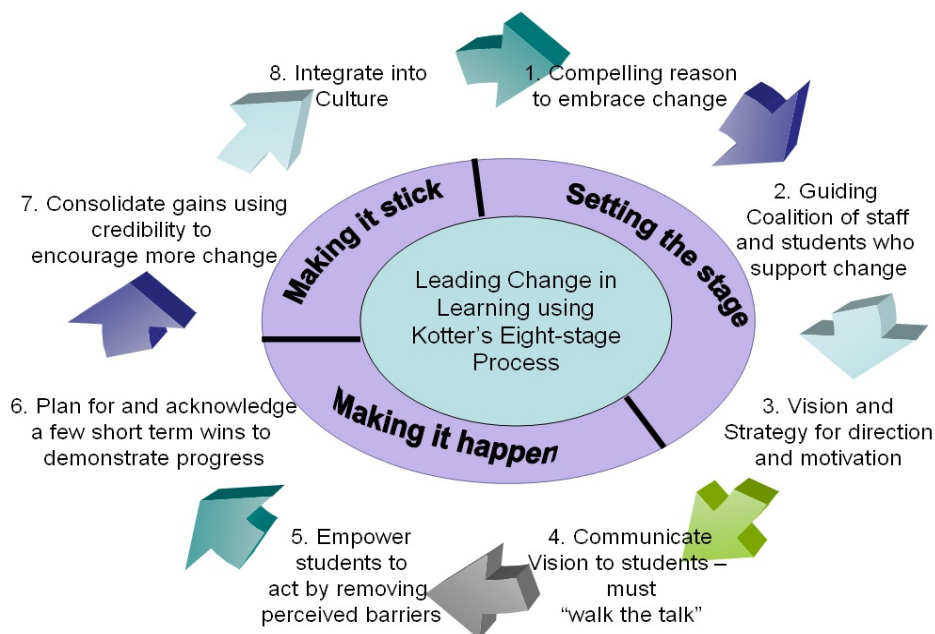 1. Compelling reason
to embrace change
2. Guiding
Coalition of staff
and students who
support change
3. Vision and
Strategy for direction
and motivation
4. Communicate
Vision to students –
must
“walk the talk”
5. Empower
students to
act by removing
perceived barriers
6. Plan for and acknowledge
a few short term wins to
demonstrate progress
7. Consolidate gains using
credibility to
encourage more change
8. Integrate into
Culture
Setting the stage
Making it happen
Making it stick
Leading Change in
Learning using
Kotter’s Eight-stage
Process